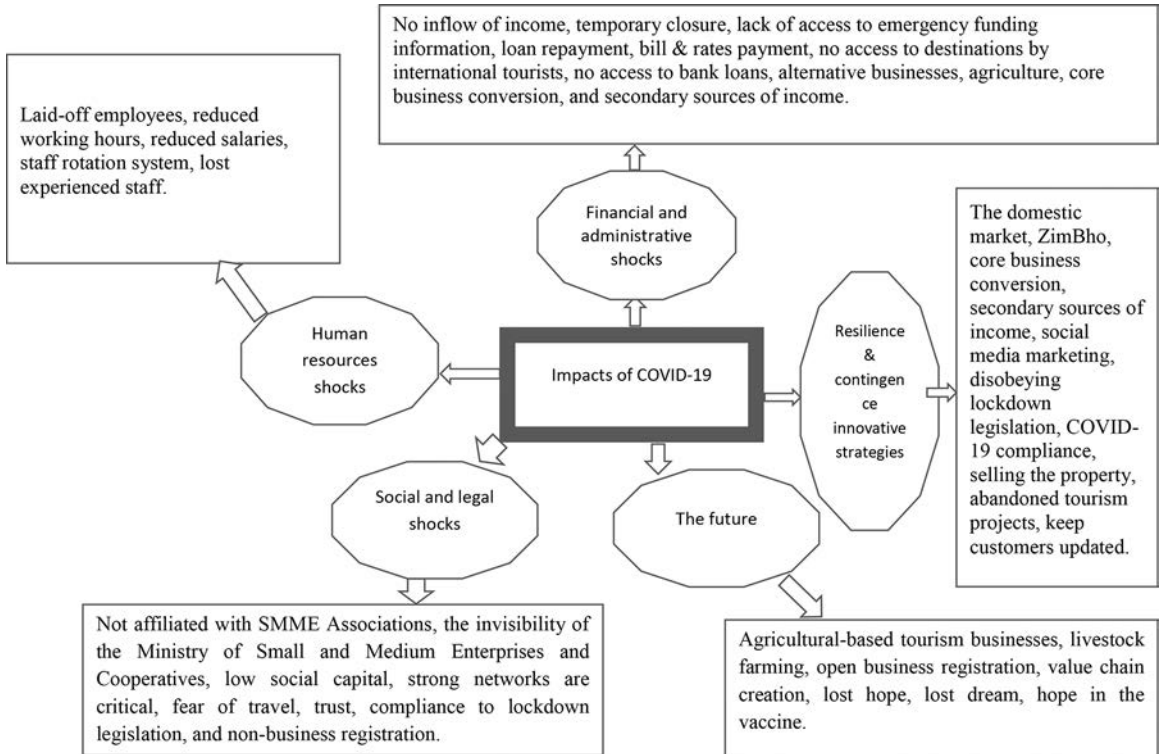 No inflow of income, temporary closure, lack of access to emergency funding
information, loan repayment, bill & rates payment, no access to destinations by
international tourists, no access to bank loans, alternative businesses, agriculture, core
business conversion, and secondary sources of income.
Laid-off employees, reduced
working hours, reduced salaries,
staff rotation system, lost
experienced staff.
Financial and
administrative
shocks
The domestic
market, ZimBho,
core business
conversion,
secondary sources
of income, social
media marketing,
disobeying
lockdown
legislation, COVID-
19 compliance,
selling the property,
abandoned tourism
projects, keep
customers updated.
Human
resources
shocks
Impacts of COVID-19
Resilience
&
contingen
ce
innovative
strategies
Social and legal
shocks
The future
Not affiliated with SMME Associations, the invisibility of
the Ministry of Small and Medium Enterprises and
Cooperatives, low social capital, strong networks are
critical, fear of travel, trust, compliance to lockdown
legislation, and non-business registration.
Agricultural-based tourism businesses, livestock
farming, open business registration, value chain
creation, lost hope, lost dream, hope in the
vaccine.